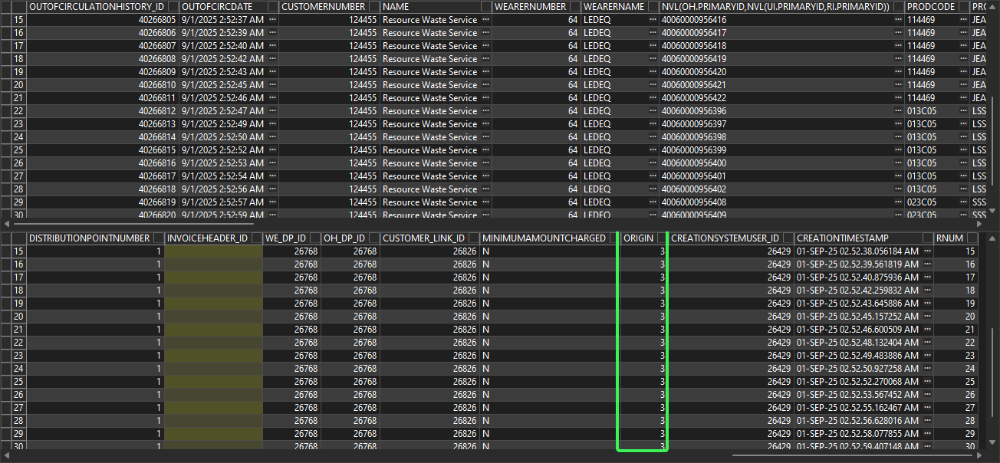 OUTOFCIRCULATIONHISTORY_ID OUTOFCIRCDATE CUSTOMERNUMBER NAME WEARERNUMBER WEARERNAME NVL(OH.PRIMARYID,NVL(UI.PRIMARYID,RI.PRIMARYID)) PRODCODE PRO
15 40266805 9/1/2025 2:52:37 AM 124455 Resource Waste Service 64 LEDEQ 40060000956416 114469 JEA
16 40266806 9/1/2025 2:52:39 AM 124455 Resource Waste Service 64 LEDEQ 40060000956417 114469 JEA
17 40266807 9/1/2025 2:52:40 AM 124455 Resource Waste Service 64 LEDEQ 40060000956418 114469 JEA
18 40266808 9/1/2025 2:52:42 AM 124455 Resource Waste Service 64 LEDEQ 40060000956419 114469 JEA
19 40266809 9/1/2025 2:52:43 AM 124455 Resource Waste Service 64 LEDEQ 40060000956420 114469 JEA
20 40266810 9/1/2025 2:52:45 AM 124455 Resource Waste Service 64 LEDEQ 40060000956421 114469 JEA
21 40266811 9/1/2025 2:52:46 AM 124455 Resource Waste Service 64 LEDEQ 40060000956422 114469 JEA
22 40266812 9/1/2025 2:52:47 AM 124455 Resource Waste Service 64 LEDEQ 40060000956396 013C05 LSS
23 40266813 9/1/2025 2:52:49 AM 124455 Resource Waste Service 64 LEDEQ 40060000956397 013C05 LSS
24 40266814 9/1/2025 2:52:50 AM 124455 Resource Waste Service 64 LEDEQ 40060000956398 013C05 LSS
25 40266815 9/1/2025 2:52:52 AM 124455 Resource Waste Service 64 LEDEQ 40060000956399 013C05 LSS
26 40266816 9/1/2025 2:52:53 AM 124455 Resource Waste Service 64 LEDEQ 40060000956400 013C05 LSS
27 40266817 9/1/2025 2:52:54 AM 124455 Resource Waste Service 64 LEDEQ 40060000956401 013C05 LSS
28 40266818 9/1/2025 2:52:56 AM 124455 Resource Waste Service 64 LEDEQ 40060000956402 013C05 LSS
29 40266819 9/1/2025 2:52:57 AM 124455 Resource Waste Service 64 LEDEQ 40060000956408 023C05 SSS
30 40266820 9/1/2025 2:52:59 AM 124455 Resource Waste Service 64 LEDEQ 40060000956409 023C05 SSS
DISTRIBUTIONPOINTNUMBER INVOICEHEADER_ID WE_DP_ID OH_DP_ID CUSTOMER_LINK_ID MINIMUMAMOUNTCHARGED ORIGIN CREATIONSYSTEMUSER_ID CREATIONTIMESTAMP RNUM
15 1 26768 26768 26826 N 3 26429 01-SEP-25 02.52.38.056184 AM 15
16 1 26768 26768 26826 N 3 26429 01-SEP-25 02.52.39.561819 AM 16
17 1 26768 26768 26826 N 3 26429 01-SEP-25 02.52.40.875936 AM 17
18 1 26768 26768 26826 N 3 26429 01-SEP-25 02.52.42.259832 AM 18
19 1 26768 26768 26826 N 3 26429 01-SEP-25 02.52.43.645886 AM 19
20 1 26768 26768 26826 N 3 26429 01-SEP-25 02.52.45.157252 AM 20
21 1 26768 26768 26826 N 3 26429 01-SEP-25 02.52.46.600509 AM 21
22 1 26768 26768 26826 N 3 26429 01-SEP-25 02.52.48.132404 AM 22
23 1 26768 26768 26826 N 3 26429 01-SEP-25 02.52.49.483886 AM 23
24 1 26768 26768 26826 N 3 26429 01-SEP-25 02.52.50.927258 AM 24
25 1 26768 26768 26826 N 3 26429 01-SEP-25 02.52.52.270068 AM 25
26 1 26768 26768 26826 N 3 26429 01-SEP-25 02.52.53.567452 AM 26
27 1 26768 26768 26826 N 3 26429 01-SEP-25 02.52.55.162467 AM 27
28 1 26768 26768 26826 N 3 26429 01-SEP-25 02.52.56.628016 AM 28
29 1 26768 26768 26826 N 3 26429 01-SEP-25 02.52.58.077855 AM 29
30 1 26768 26768 26826 N 3 26429 01-SEP-25 02.52.59.407148 AM 30